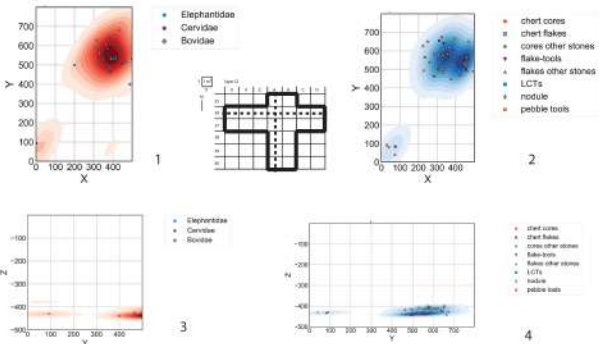 Elephantidae
Cervidae
Bovidae
700
600
500
400
300
200
100
0
0 100 200 300 400
X
Y
1
chert cores
chert flakes
cores other stones
flake-tools
flakes other stones
LCTs
nodule
pebble tools
700
600
500
400
300
200
100
0
0 100 200 300 400
X
Y
2
Elephantidae
Cervidae
Bovidae
-100
-200
-300
-400
-500
0 100 200 300 400
Z
3
chert cores
chert flakes
cores other stones
flake-tools
flakes other stones
LCTs
nodule
pebble tools
-100
-200
-300
-400
-500
0 100 200 300 400 500 600 700
Z
Y
4